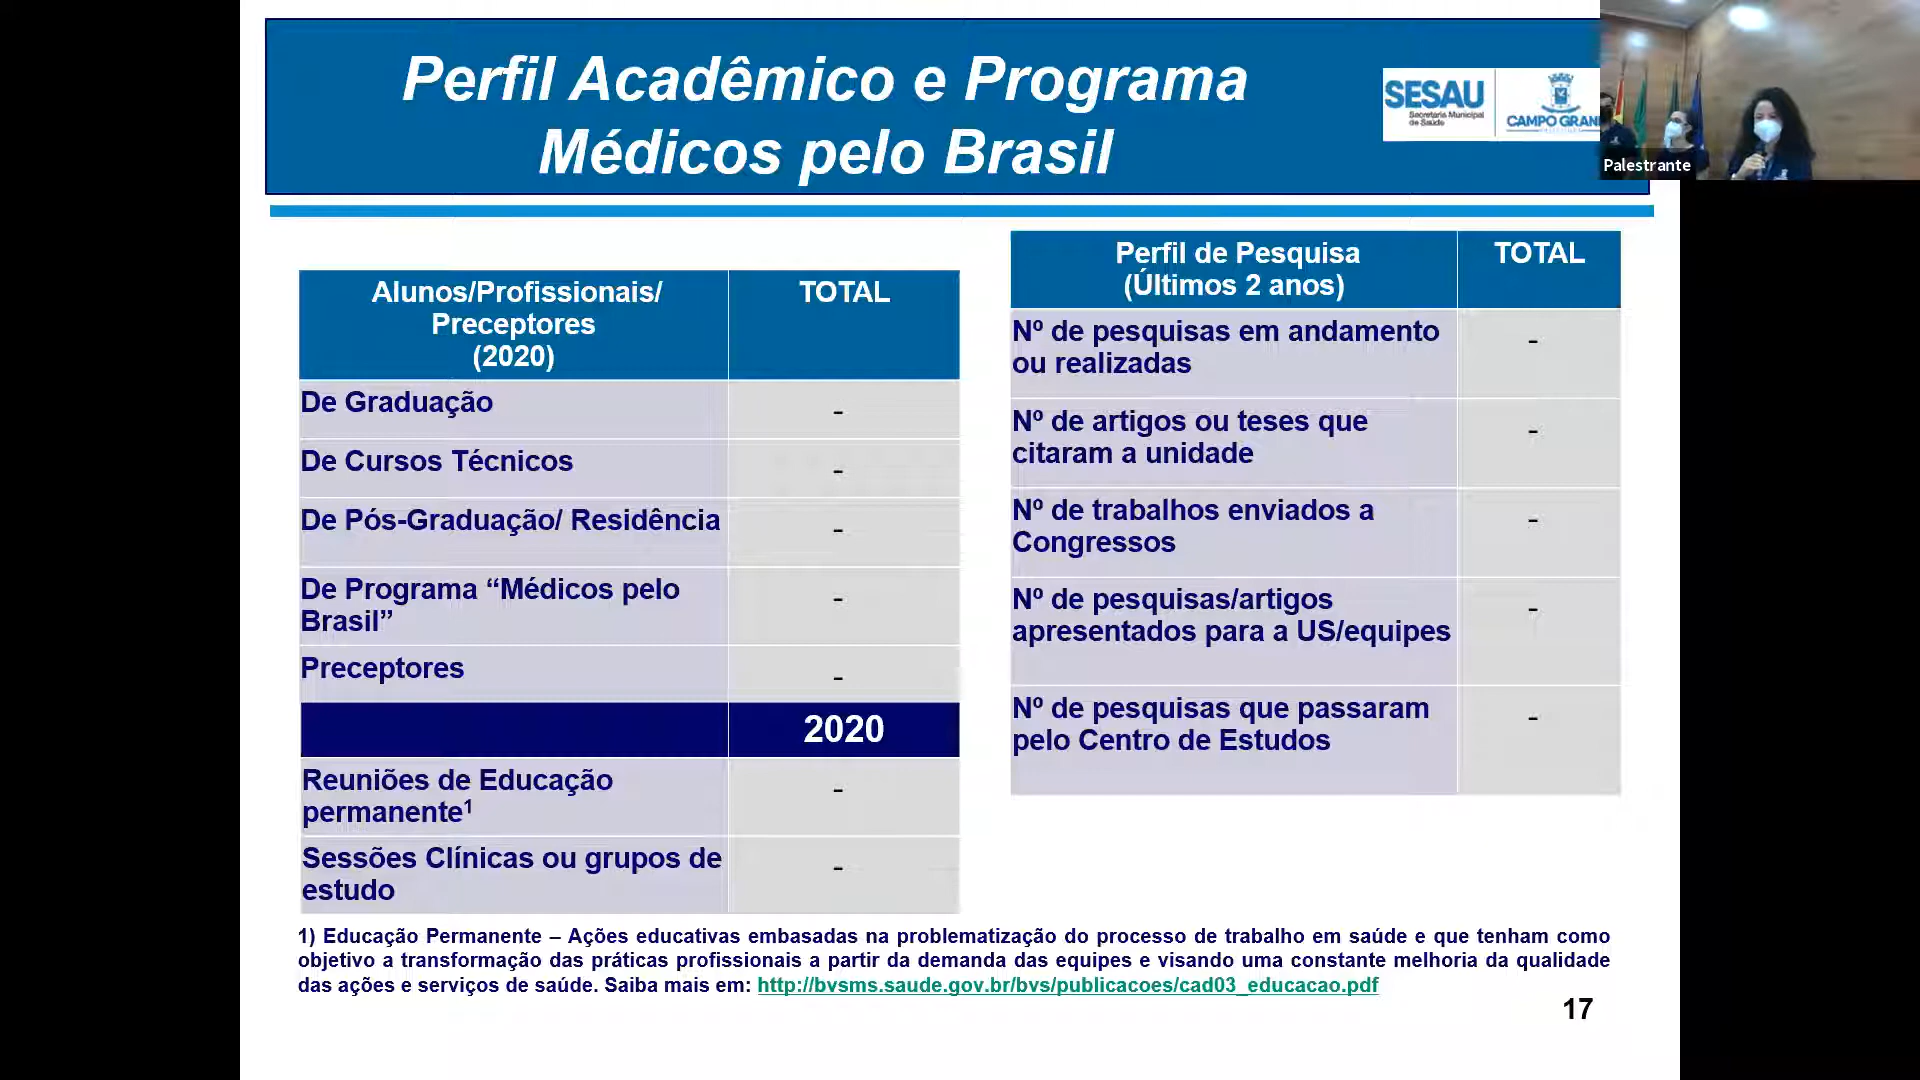 Perfil Acadêmico e Programa
Médicos pelo Brasil
SESAU
Secretaria Municipal
de Saúde
CAMPO GRAN
Palestrante
Alunos/Profissionais/
Preceptores
(2020)
TOTAL
De Graduação
-
De Cursos Técnicos
-
De Pós-Graduação/ Residência
-
De Programa “Médicos pelo
Brasil”
-
Preceptores
-
2020
Reuniões de Educação
permanente¹
-
Sessões Clínicas ou grupos de
estudo
-
Perfil de Pesquisa
(Últimos 2 anos)
TOTAL
Nº de pesquisas em andamento
ou realizadas
-
Nº de artigos ou teses que
citaram a unidade
-
Nº de trabalhos enviados a
Congressos
-
Nº de pesquisas/artigos
apresentados para a US/equipes
-
Nº de pesquisas que passaram
pelo Centro de Estudos
-
1) Educação Permanente – Ações educativas embasadas na problematização do processo de trabalho em saúde e que tenham como
objetivo a transformação das práticas profissionais a partir da demanda das equipes e visando uma constante melhoria da qualidade
das ações e serviços de saúde. Saiba mais em: http://bvsms.saude.gov.br/bvs/publicacoes/cad03_educacao.pdf
17